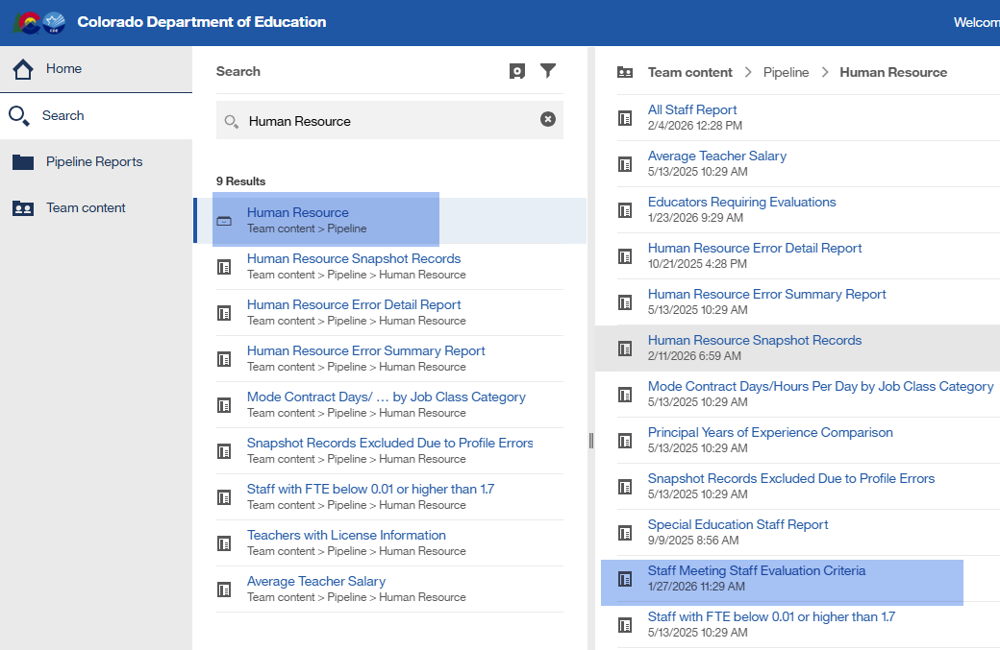 Colorado Department of Education
Welcom
Home
Search
Pipeline Reports
Team content
Search
Human Resource
9 Results
Human Resource
Team content > Pipeline
Human Resource Snapshot Records
Team content > Pipeline > Human Resource
Human Resource Error Detail Report
Team content > Pipeline > Human Resource
Human Resource Error Summary Report
Team content > Pipeline > Human Resource
Mode Contract Days/ … by Job Class Category
Team content > Pipeline > Human Resource
Snapshot Records Excluded Due to Profile Errors
Team content > Pipeline > Human Resource
Staff with FTE below 0.01 or higher than 1.7
Team content > Pipeline > Human Resource
Teachers with License Information
Team content > Pipeline > Human Resource
Average Teacher Salary
Team content > Pipeline > Human Resource
Team content > Pipeline > Human Resource
All Staff Report
2/4/2026 12:28 PM
Average Teacher Salary
5/13/2025 10:29 AM
Educators Requiring Evaluations
1/23/2026 9:29 AM
Human Resource Error Detail Report
10/21/2025 4:28 PM
Human Resource Error Summary Report
5/13/2025 10:29 AM
Human Resource Snapshot Records
2/11/2026 6:59 AM
Mode Contract Days/Hours Per Day by Job Class Category
5/13/2025 10:29 AM
Principal Years of Experience Comparison
5/13/2025 10:29 AM
Snapshot Records Excluded Due to Profile Errors
5/13/2025 10:29 AM
Special Education Staff Report
9/9/2025 8:56 AM
Staff Meeting Staff Evaluation Criteria
1/27/2026 11:29 AM
Staff with FTE below 0.01 or higher than 1.7
5/13/2025 10:29 AM